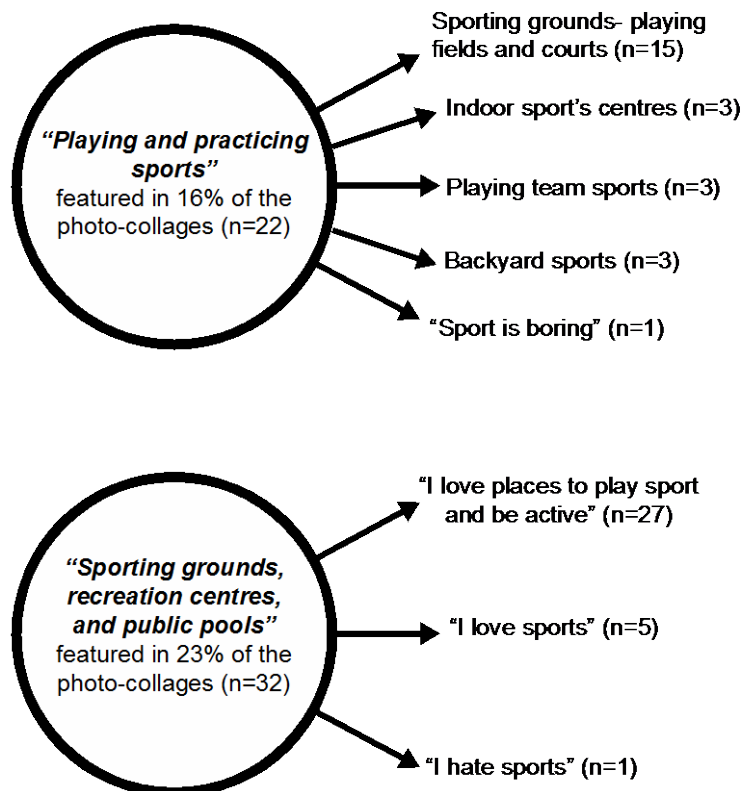 Sporting grounds- playing
fields and courts (n=15)
Indoor sport's centres (n=3)
"Playing and practicing
sports"
featured in 16% of the
photo-collages (n=22)
Playing team sports (n=3)
Backyard sports (n=3)
"Sport is boring" (n=1)
"I love places to play sport
and be active" (n=27)
"Sporting grounds,
recreation centres,
and public pools"
featured in 23% of the
photo-collages (n=32)
"I love sports" (n=5)
"I hate sports" (n=1)